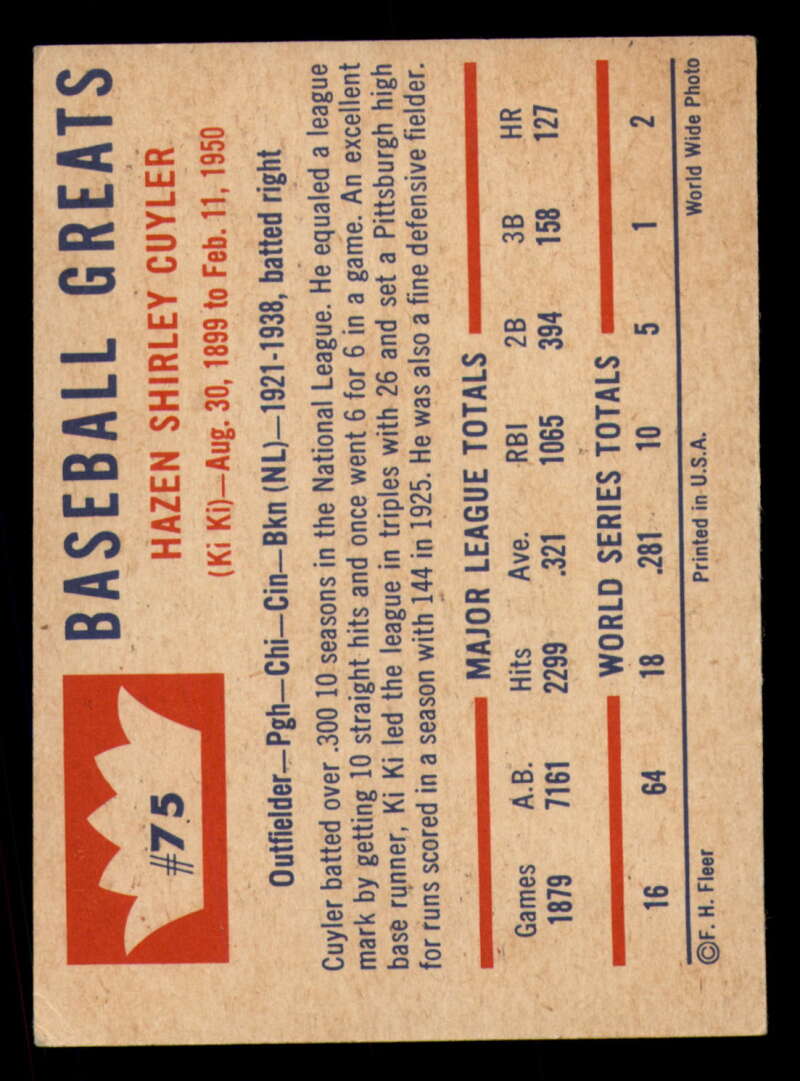 #75
BASEBALL GREATS
HAZEN SHIRLEY CUYLER
(Ki Ki)—Aug. 30, 1899 to Feb. 11, 1950
Outfielder—Pgh—Chi—Cin—Bkn (NL)—1921-1938, batted right
Cuyler batted over .300 10 seasons in the National League. He equaled a league
mark by getting 10 straight hits and once went 6 for 6 in a game. An excellent
base runner, Ki Ki led the league in triples with 26 and set a Pittsburgh high
for runs scored in a season with 144 in 1925. He was also a fine defensive fielder.
MAJOR LEAGUE TOTALS
Games A.B. Hits Ave. RBI 2B 3B HR
1879 7161 2299 .321 1065 394 158 127
WORLD SERIES TOTALS
16 64 18 .281 10 5 1 2
©F. H. Fleer Printed in U.S.A. World Wide Photo